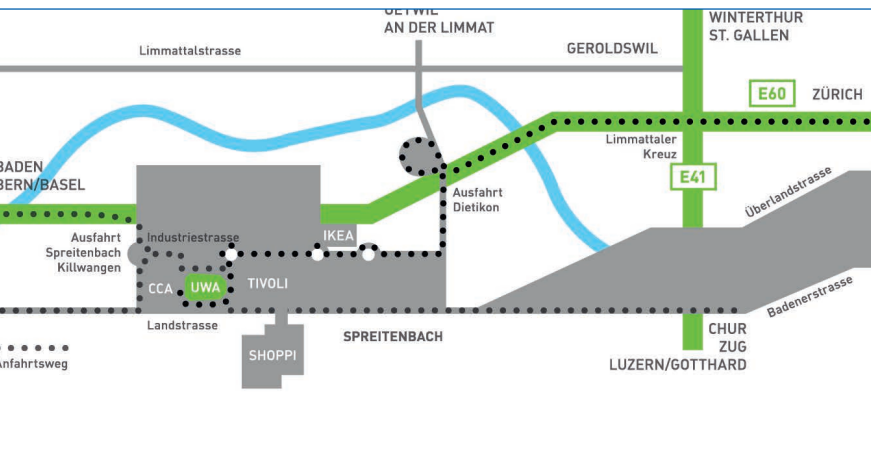 OETWIL
AN DER LIMMAT
WINTERTHUR
ST. GALLEN
Limmattalstrasse
GEROLDSWIL
E60
ZÜRICH
Limmattaler
Kreuz
BADEN
BERN/BASEL
E41
Ausfahrt
Dietikon
Überlandstrasse
Ausfahrt
Spreitenbach
Killwangen
Industriestrasse
IKEA
CCA
UWA
TIVOLI
Badenerstrasse
Landstrasse
SPREITENBACH
SHOPPI
CHUR
ZUG
LUZERN/GOTTHARD
Anfahrtsweg